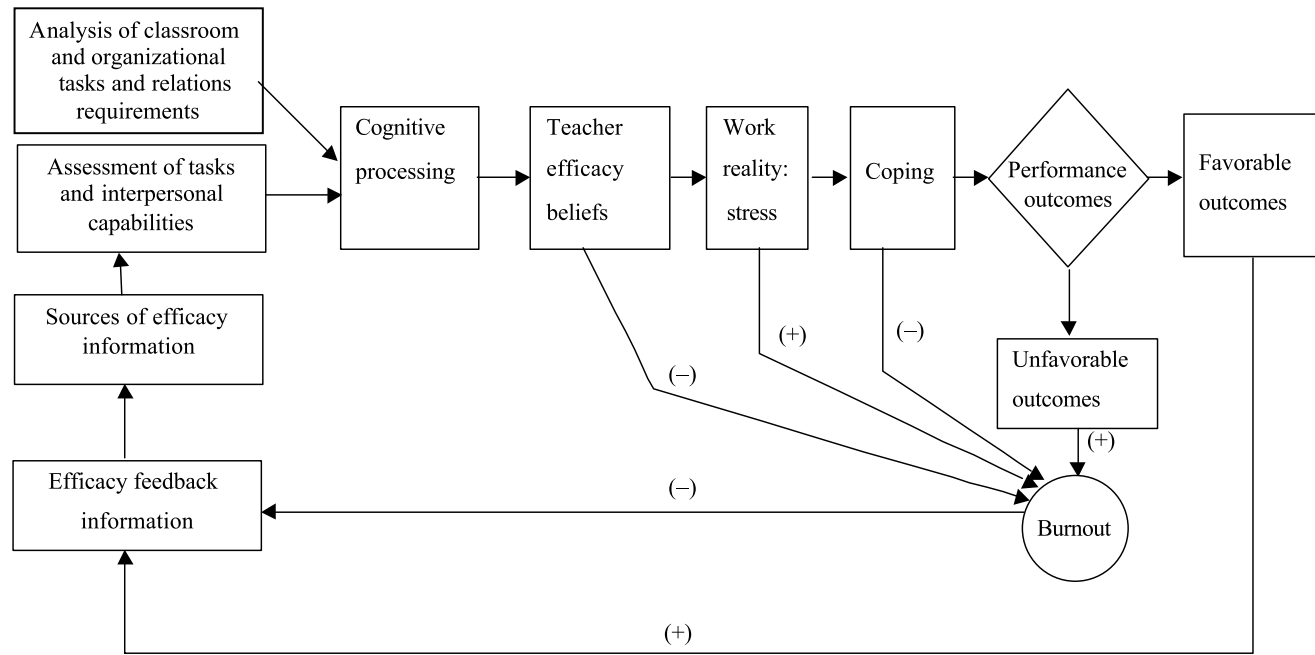 Analysis of classroom
and organizational
tasks and relations
requirements
Assessment of tasks
and interpersonal
capabilities
Sources of efficacy
information
Efficacy feedback
information
Cognitive
processing
Teacher
efficacy
beliefs
Work
reality:
stress
Coping
Performance
outcomes
Favorable
outcomes
Unfavorable
outcomes
(–)
(+)
(–)
(+)
Burnout
(–)
(+)